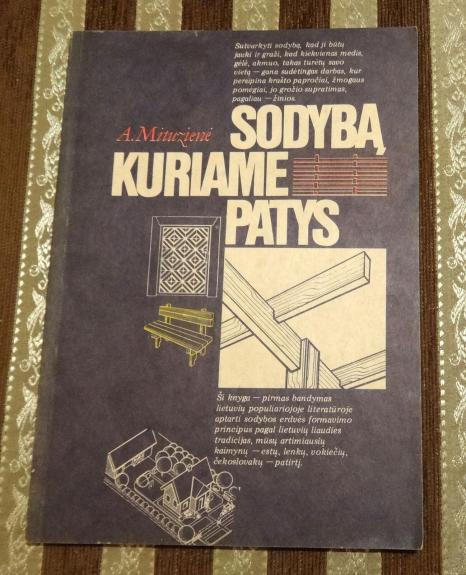 Sutvarkyti sodybą, kad ji būtų
jauki ir graži, kad kiekvienas medis,
gėlė, akmuo, takas turėtų savo
vietą — gana sudėtingas darbas, kur
persipina krašto papročiai, žmogaus
pomėgiai, jo grožio supratimas,
pagaliau — žinios.
A. Mituzienė
SODYBĄ
KURIAME
PATYS
Ši knyga — pirmas bandymas
lietuvių populiariojoje literatūroje
aptarti sodybos erdvės formavimo
principus pagal lietuvių liaudies
tradicijas, mūsų artimiausių
kaimynų — estų, lenkų, vokiečių,
čekoslovakų — patirtį.